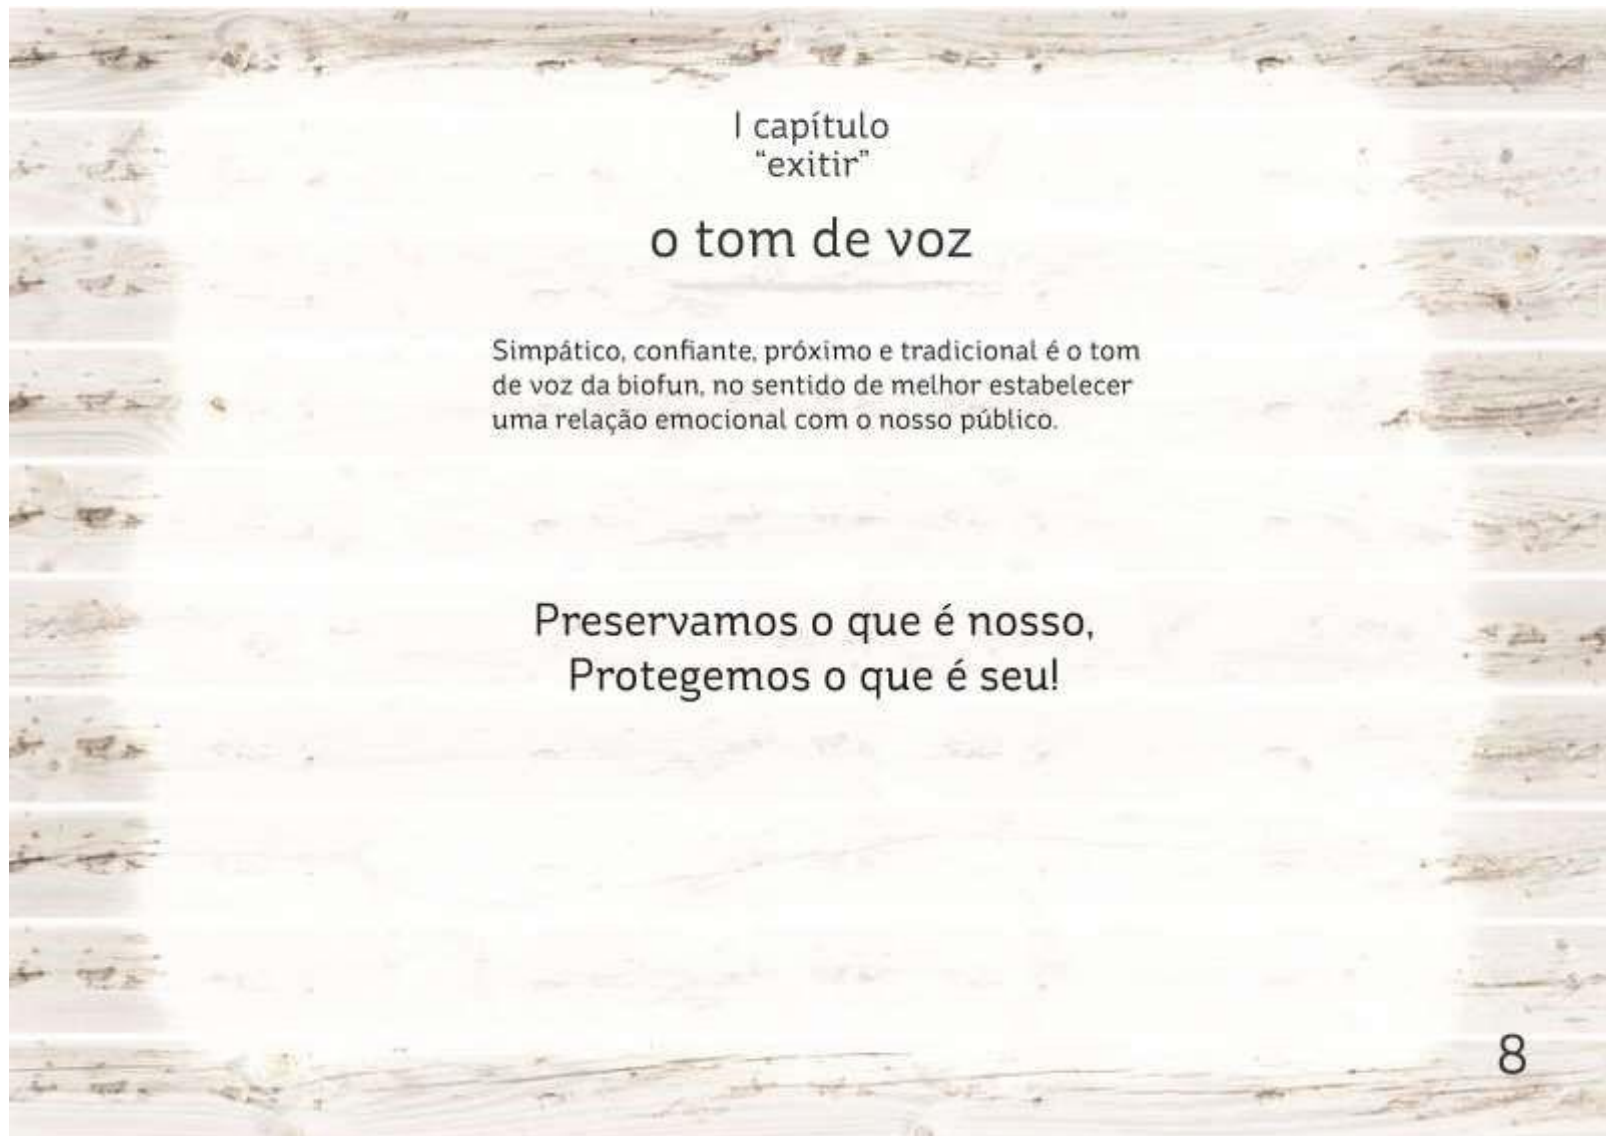 I capítulo
“exitir”
o tom de voz
Simpático, confiante, próximo e tradicional é o tom
de voz da biofun, no sentido de melhor estabelecer
uma relação emocional com o nosso público.
Preservamos o que é nosso,
Protegemos o que é seu!
8